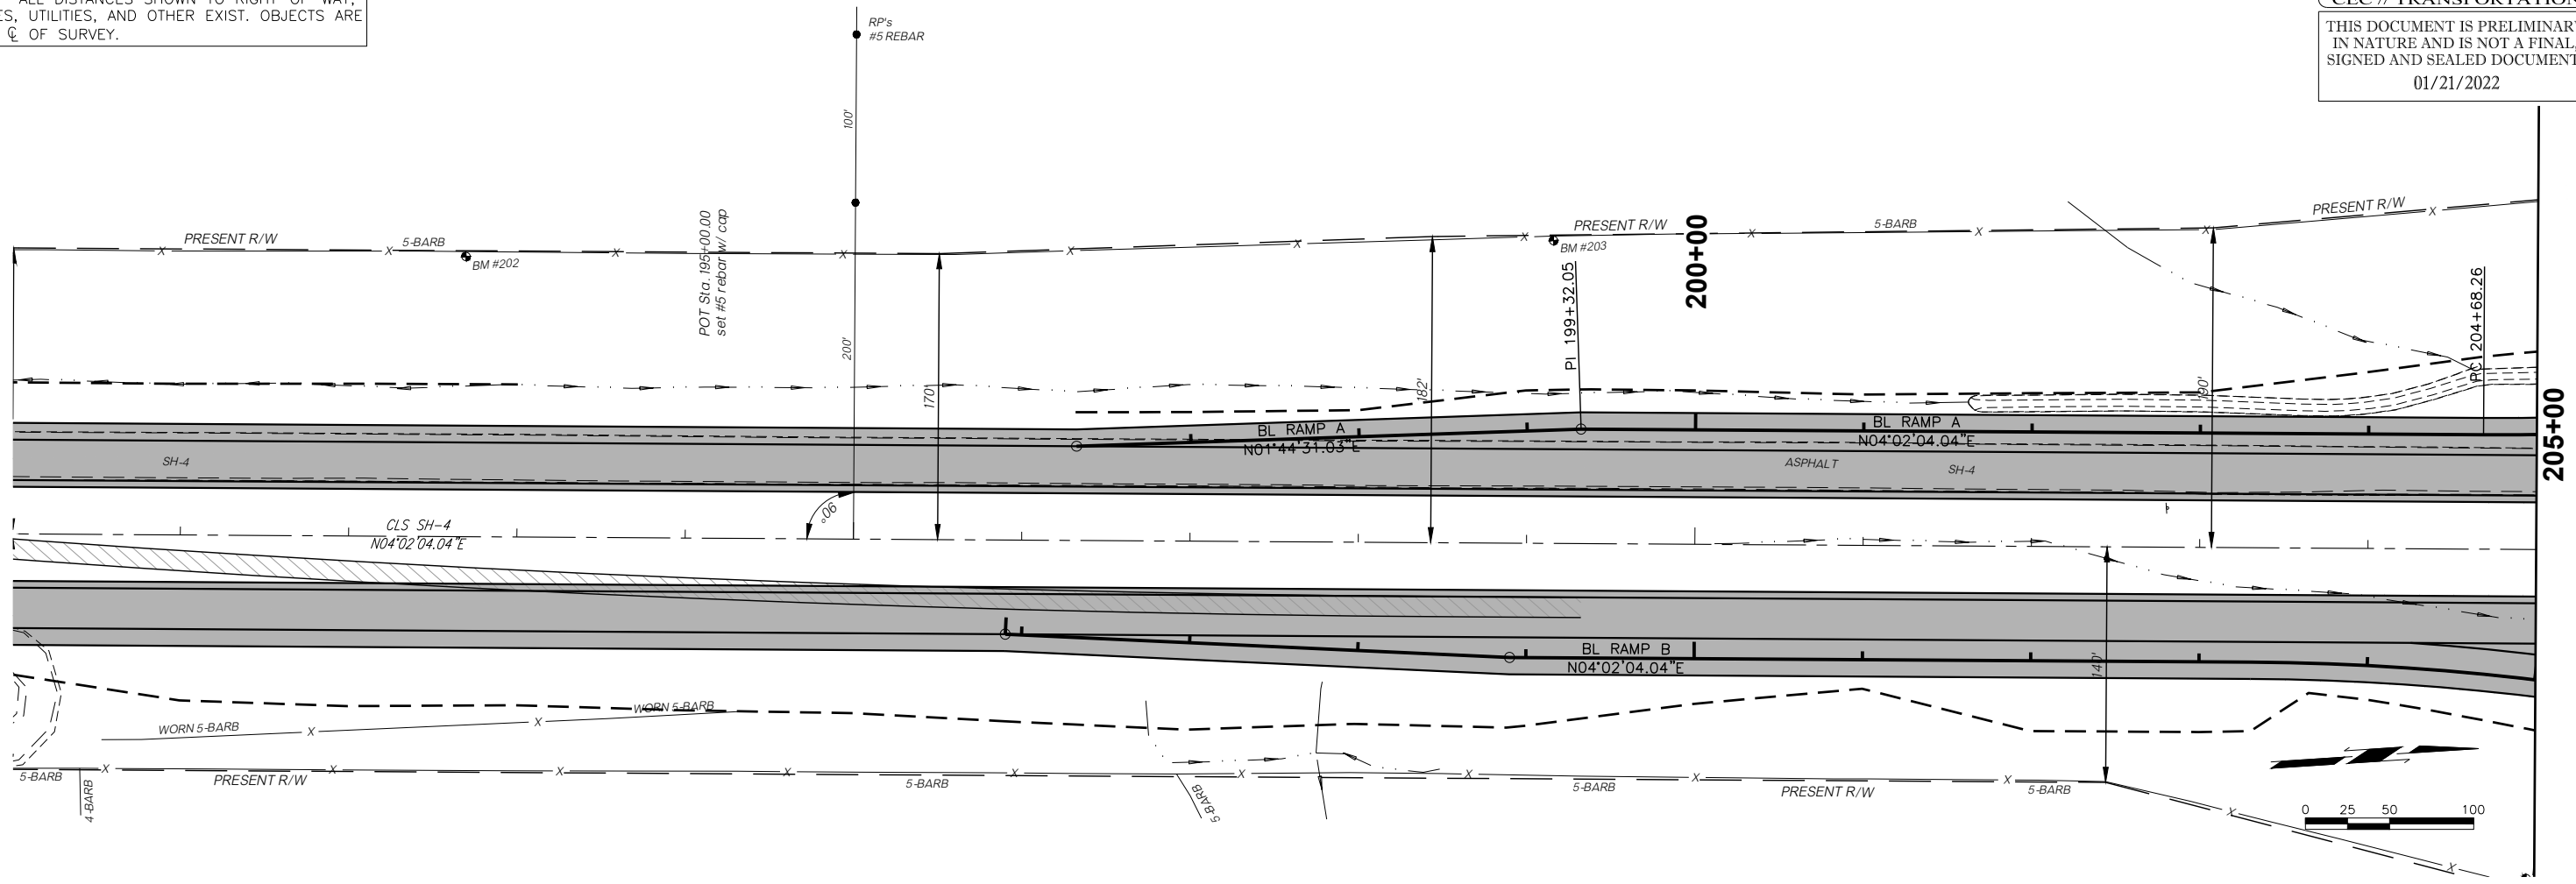 ALL DISTANCES SHOWN TO RIGHT OF WAY,
ES, UTILITIES, AND OTHER EXIST. OBJECTS ARE
℄ OF SURVEY.
CEC // TRANSPORTATION
THIS DOCUMENT IS PRELIMINARY
IN NATURE AND IS NOT A FINAL,
SIGNED AND SEALED DOCUMENT
01/21/2022
RP's
#5 REBAR
100'
200'
POT Sta. 195+00.00
set #5 rebar w/ cap
PRESENT R/W
5-BARB
BM #202
PRESENT R/W
5-BARB
PRESENT R/W
BM #203
PI 199+32.05
200+00
PC 204+68.26
205+00
170'
182'
190'
BL RAMP A
N01°44'31.03"E
BL RAMP A
N04°02'04.04"E
SH-4
ASPHALT
SH-4
90°
CLS SH-4
N04°02'04.04"E
BL RAMP B
N04°02'04.04"E
140'
WORN 5-BARB
WORN 5-BARB
5-BARB
4-BARB
PRESENT R/W
5-BARB
5-BARB
5-BARB
PRESENT R/W
5-BARB
0 25 50 100